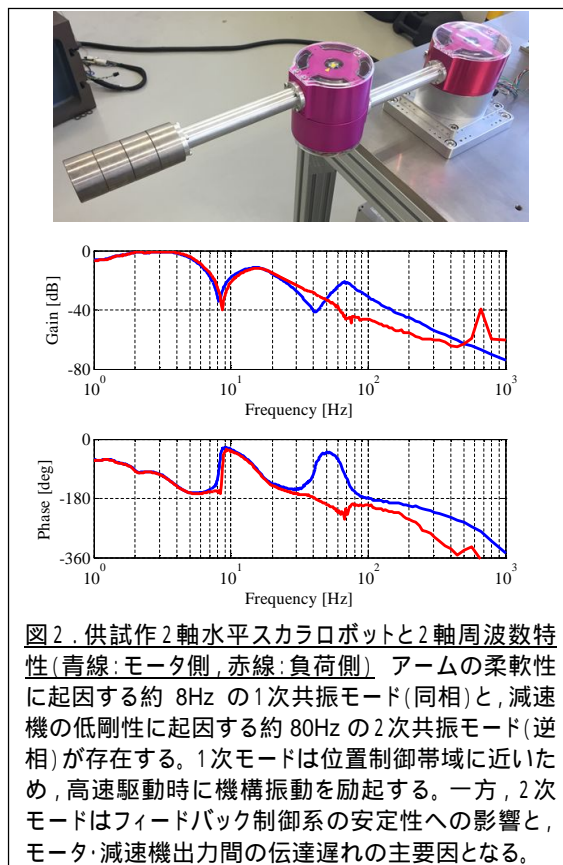 0
-40
-80
Gain [dB]
10^0
10^1
10^2
10^3
Frequency [Hz]
0
-180
-360
Phase [deg]
10^0
10^1
10^2
10^3
Frequency [Hz]
図2．供試作2軸水平スカラロボットと2軸周波数特
性(青線:モータ側,赤線:負荷側) アームの柔軟性
に起因する約 8Hz の1次共振モード(同相)と,減速
機の低剛性に起因する約 80Hz の2次共振モード(逆
相)が存在する。1次モードは位置制御帯域に近いた
め,高速駆動時に機構振動を励起する。一方,2次
モードはフィードバック制御系の安定性への影響と,
モータ・減速機出力間の伝達遅れの主要因となる。